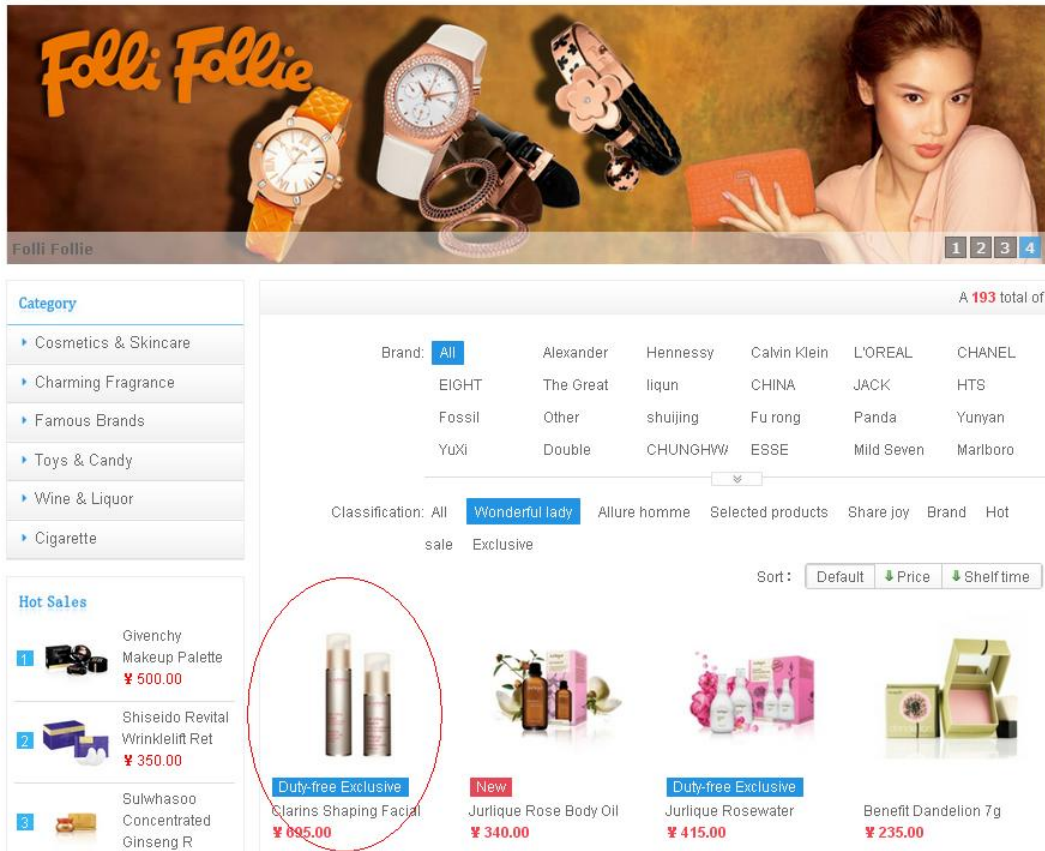 Folli Follie
Folli Follie
1 2 3 4
Category
Cosmetics & Skincare
Charming Fragrance
Famous Brands
Toys & Candy
Wine & Liquor
Cigarette
Hot Sales
1
Givenchy
Makeup Palette
¥ 500.00
2
Shiseido Revital
Wrinklelift Ret
¥ 350.00
3
Sulwhasoo
Concentrated
Ginseng R
A 193 total of
Brand: All Alexander Hennessy Calvin Klein L'OREAL CHANEL
EIGHT The Great liqun CHINA JACK HTS
Fossil Other shuijing Fu rong Panda Yunyan
YuXi Double CHUNGHW ESSE Mild Seven Marlboro
Classification: All Wonderful lady Allure homme Selected products Share joy Brand Hot
sale Exclusive
Sort: Default Price Shelf time
Duty-free Exclusive
Clarins Shaping Facial
¥ 695.00
New
Jurlique Rose Body Oil
¥ 340.00
Duty-free Exclusive
Jurlique Rosewater
¥ 415.00
Benefit Dandelion 7g
¥ 235.00